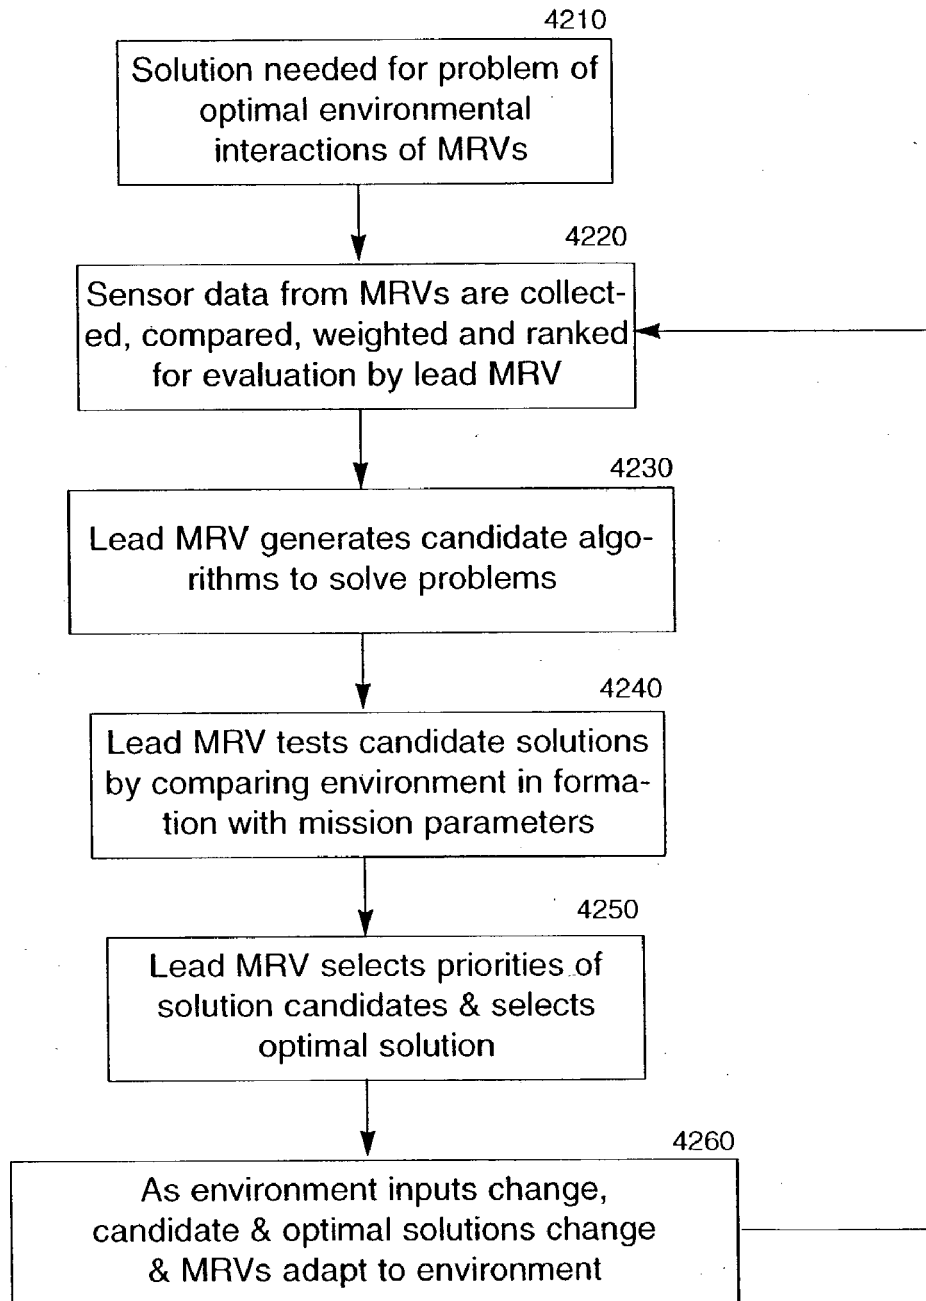 4210
Solution needed for problem of
optimal environmental
interactions of MRVs
4220
Sensor data from MRVs are collect-
ed, compared, weighted and ranked
for evaluation by lead MRV
4230
Lead MRV generates candidate algo-
rithms to solve problems
4240
Lead MRV tests candidate solutions
by comparing environment in forma-
tion with mission parameters
4250
Lead MRV selects priorities of
solution candidates & selects
optimal solution
4260
As environment inputs change,
candidate & optimal solutions change
& MRVs adapt to environment